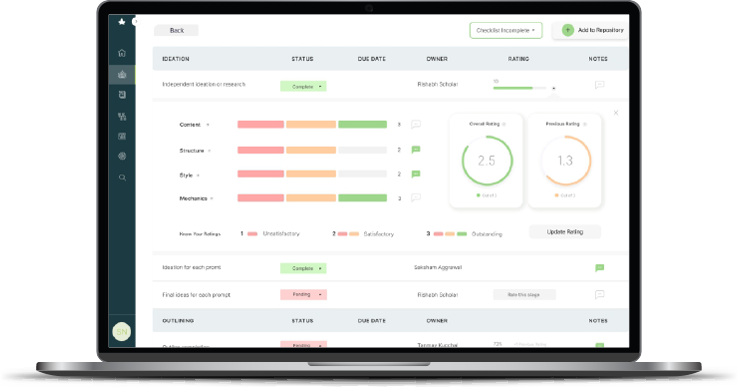 Back
Checklist Incomplete
Add to Repository
IDEATION STATUS DUE DATE OWNER RATING NOTES
Independent ideation or research Complete Rishabh Scholar
Content 3
Structure 2
Style 2
Mechanics 3
Overall Rating
2.5
Previous Rating
1.3
Know Your Ratings 1 Unsatisfactory 2 Satisfactory 3 Outstanding
Update Rating
Ideation for each prompt Complete Saksham Aggarwal
Final ideas for each prompt Pending Rishabh Scholar Rate this stage
OUTLINING STATUS DUE DATE OWNER NOTES
Pending
GN